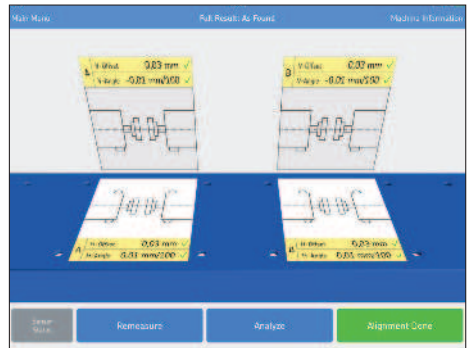 Main Menu
Full Results As Found
Machine Information
A
V-Offset 0,03 mm ✓
V-Angle -0,01 mm/100 ✓
B
V-Offset 0,03 mm ✓
V-Angle -0,01 mm/100 ✓
A
H-Offset 0,03 mm ✓
H-Angle 0,01 mm/100 ✓
B
H-Offset 0,03 mm ✓
H-Angle 0,01 mm/100 ✓
Remeasure
Analyze
Alignment Done